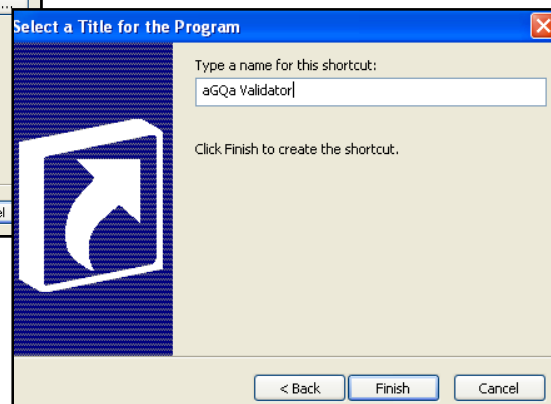 Select a Title for the Program
Type a name for this shortcut:
aGQa Validator
Click Finish to create the shortcut.
< Back
Finish
Cancel